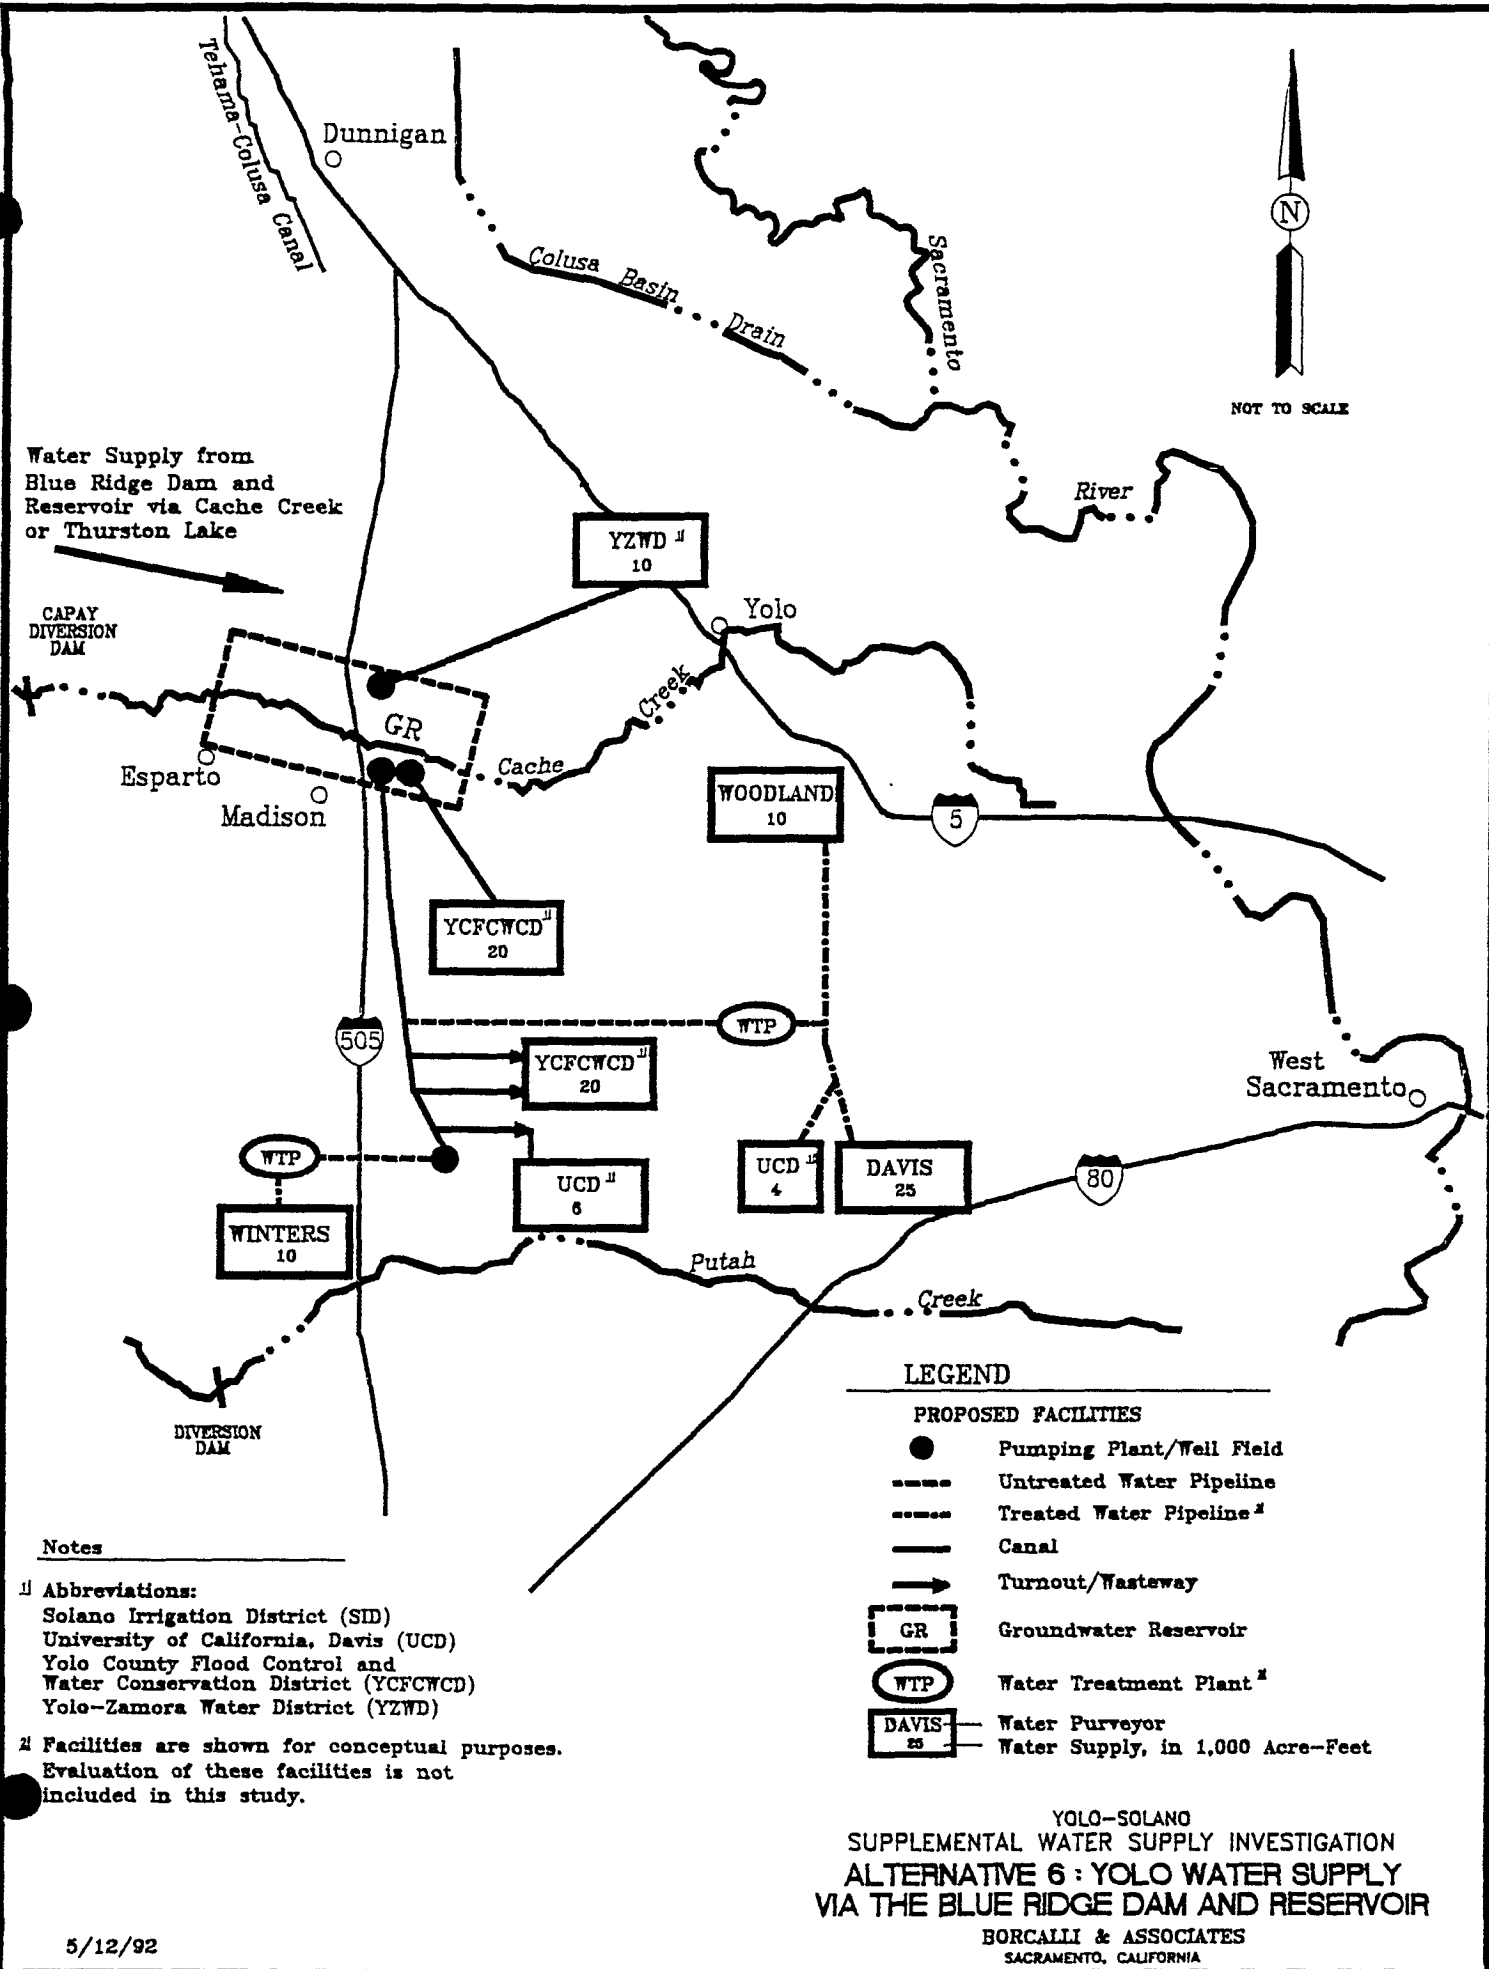 Tehama-Colusa Canal
Dunnigan
Colusa Basin Drain
Sacramento
River
N
NOT TO SCALE
Water Supply from
Blue Ridge Dam and
Reservoir via Cache Creek
or Thurston Lake
YZWD 1/
10
CAPAY
DIVERSION
DAM
Yolo
GR
Cache Creek
Esparto
Madison
WOODLAND
10
5
YCFCWCD 1/
20
505
WTP
YCFCWCD 1/
20
West
Sacramento
WTP
UCD 1/
6
UCD 1/
4
DAVIS
25
80
WINTERS
10
Putah Creek
DIVERSION
DAM
LEGEND
PROPOSED FACILITIES
Pumping Plant/Well Field
Untreated Water Pipeline
Treated Water Pipeline 2/
Canal
Turnout/Wasteway
GR Groundwater Reservoir
WTP Water Treatment Plant 2/
DAVIS Water Purveyor
25 Water Supply, in 1,000 Acre-Feet
Notes
1/ Abbreviations:
Solano Irrigation District (SID)
University of California, Davis (UCD)
Yolo County Flood Control and
Water Conservation District (YCFCWCD)
Yolo-Zamora Water District (YZWD)
2/ Facilities are shown for conceptual purposes.
Evaluation of these facilities is not
included in this study.
YOLO-SOLANO
SUPPLEMENTAL WATER SUPPLY INVESTIGATION
ALTERNATIVE 6 : YOLO WATER SUPPLY
VIA THE BLUE RIDGE DAM AND RESERVOIR
BORCALLI & ASSOCIATES
SACRAMENTO, CALIFORNIA
5/12/92